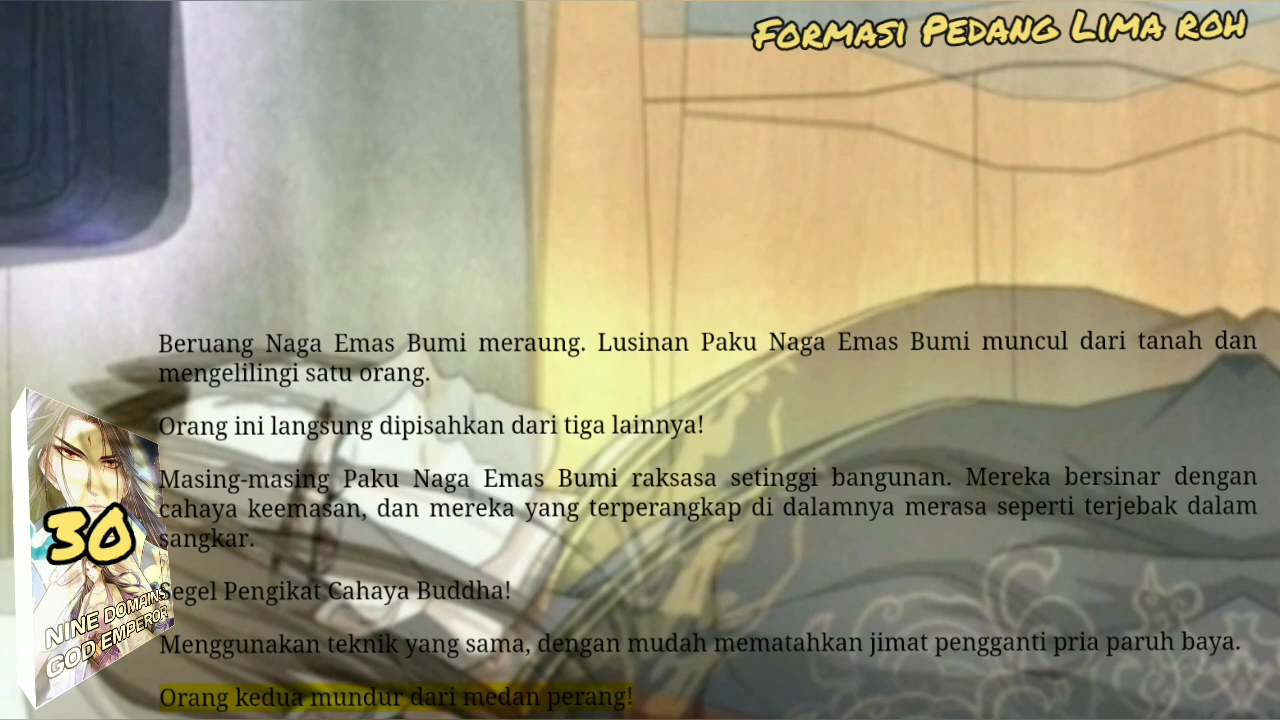 Formasi Pedang Lima roh
Beruang Naga Emas Bumi meraung. Lusinan Paku Naga Emas Bumi muncul dari tanah dan
mengelilingi satu orang.
Orang ini langsung dipisahkan dari tiga lainnya!
Masing-masing Paku Naga Emas Bumi raksasa setinggi bangunan. Mereka bersinar dengan
cahaya keemasan, dan mereka yang terperangkap di dalamnya merasa seperti terjebak dalam
sangkar.
Segel Pengikat Cahaya Buddha!
Menggunakan teknik yang sama, dengan mudah mematahkan jimat pengganti pria paruh baya.
Orang kedua mundur dari medan perang!
30
NINE DOMAINS
GOD EMPEROR